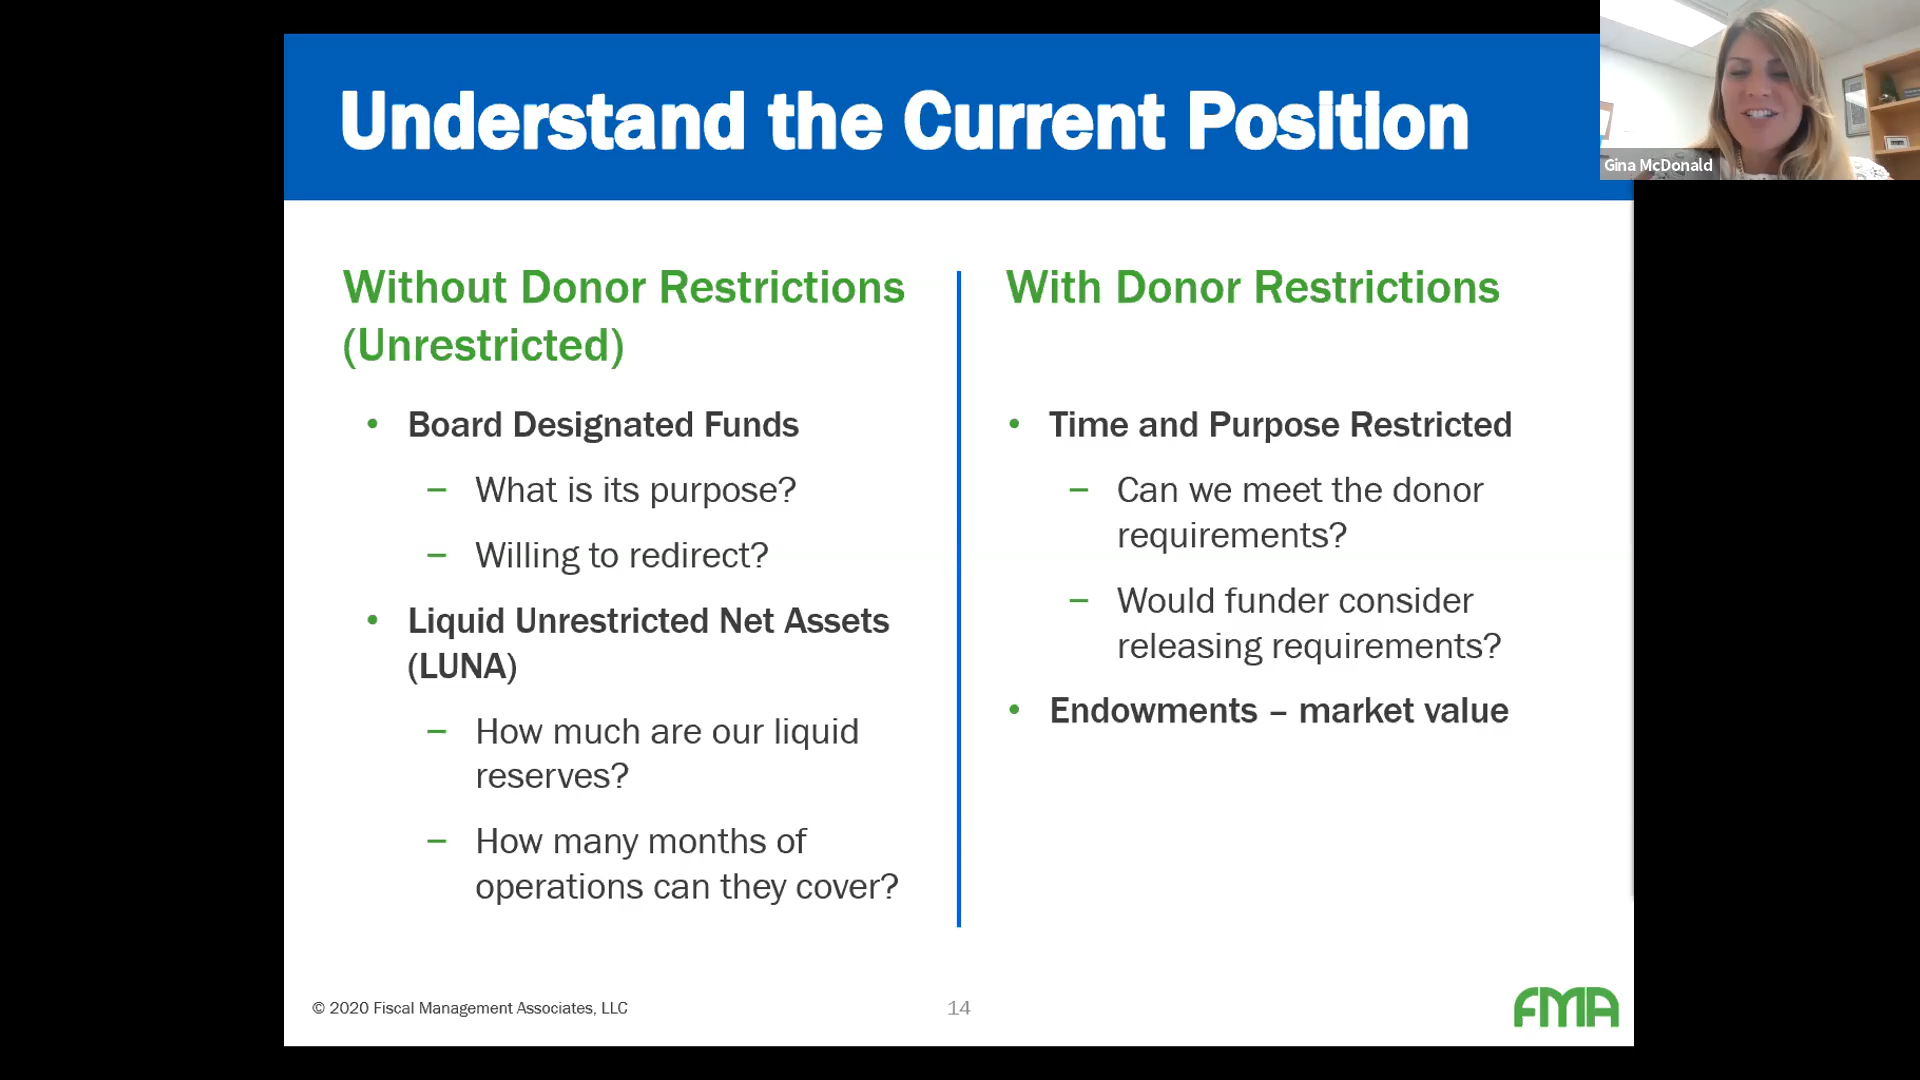 Understand the Current Position
Gina McDonald
Without Donor Restrictions
(Unrestricted)
• Board Designated Funds
– What is its purpose?
– Willing to redirect?
• Liquid Unrestricted Net Assets
(LUNA)
– How much are our liquid
reserves?
– How many months of
operations can they cover?
With Donor Restrictions
• Time and Purpose Restricted
– Can we meet the donor
requirements?
– Would funder consider
releasing requirements?
• Endowments – market value
© 2020 Fiscal Management Associates, LLC
14
FMA